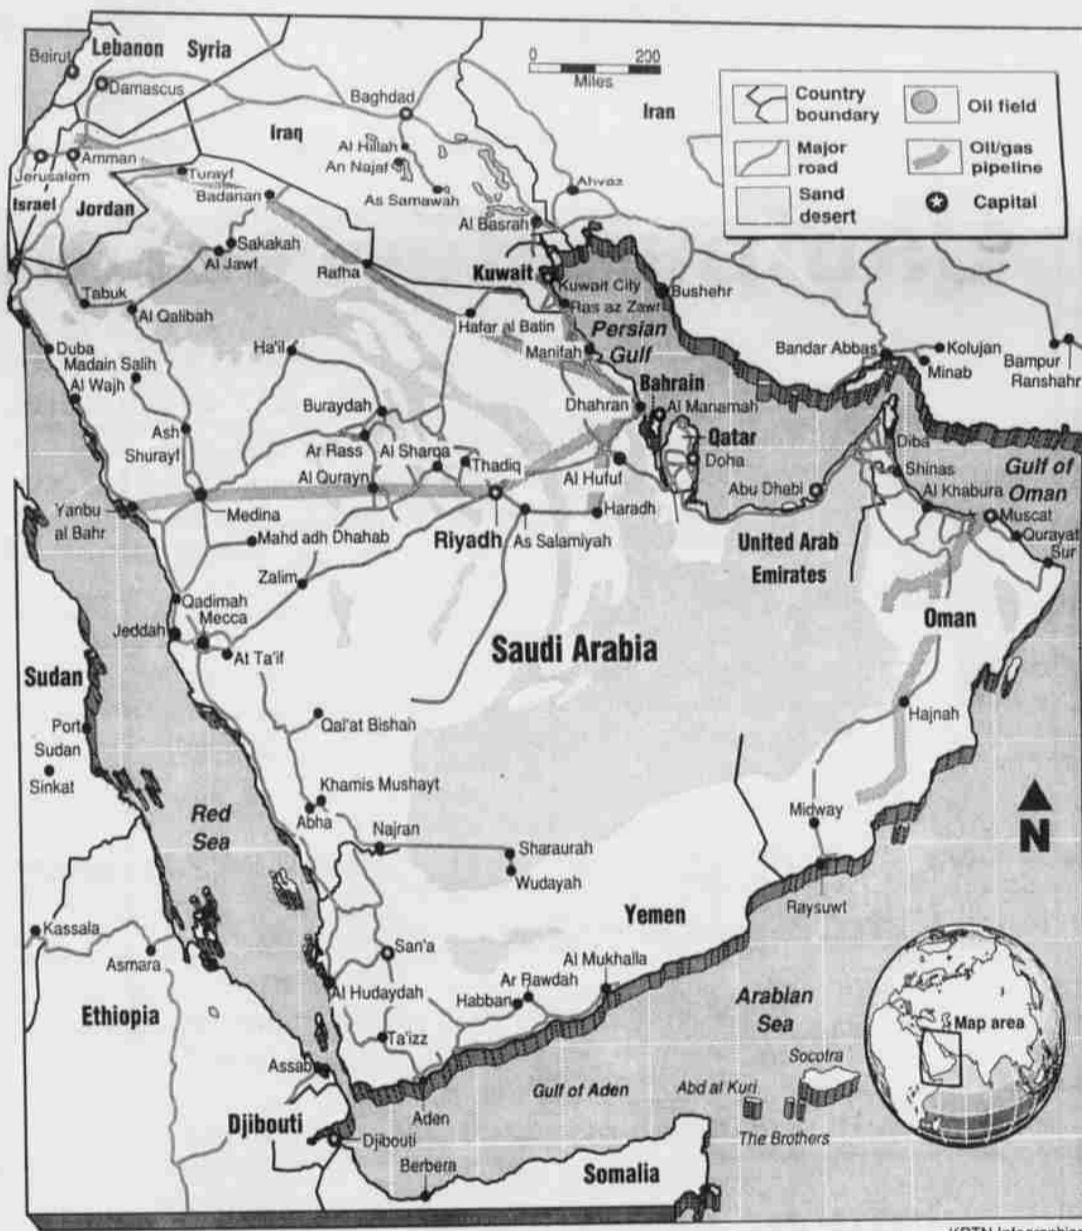 Beirut
Lebanon
Syria
Damascus
0 200
Miles
Country
boundary
Oil field
Major
road
Oil/gas
pipeline
Sand
desert
Capital
Iran
Baghdad
Iraq
Al Hillah
An Najaf
As Samawah
Ahvaz
Amman
Jerusalem
Israel
Jordan
Turayf
Badanan
Al Basrah
Sakakah
Al Jawf
Rafha
Kuwait
Kuwait City
Bushehr
Tabuk
Al Qalibah
Ras az Zawr
Hafar al Batin
Persian
Gulf
Duba
Ha'il
Manifah
Bandar Abbas
Kolujan
Minab
Bampur
Ranshahr
Madain Salih
Al Wajh
Bahrain
Dhahran
Al Manamah
Buraydah
Ash
Shurayf
Ar Rass
Al Sharqa
Thadiq
Qatar
Doha
Diba
Shinas
Gulf of
Oman
Al Qurayn
Al Hufuf
Abu Dhabi
Al Khabura
Yanbu
al Bahr
Medina
Haradh
Muscat
Qurayat
Sur
Mahd adh Dhahab
Riyadh
As Salamiyah
United Arab
Emirates
Zalim
Qadimah
Mecca
Jeddah
At Ta'if
Oman
Saudi Arabia
Sudan
Port
Sudan
Sinkat
Qal'at Bishah
Hajnah
Khamis Mushayt
Abha
Red
Sea
Midway
N
Najran
Sharaurah
Wudayah
Raysuwt
Yemen
Kassala
Asmara
San'a
Al Mukhalla
Ar Rawdah
Al Hudaydah
Habban
Arabian
Sea
Map area
Ethiopia
Ta'izz
Socotra
Assab
Gulf of Aden
Abd al Kuri
Aden
The Brothers
Djibouti
Djibouti
Berbera
Somalia